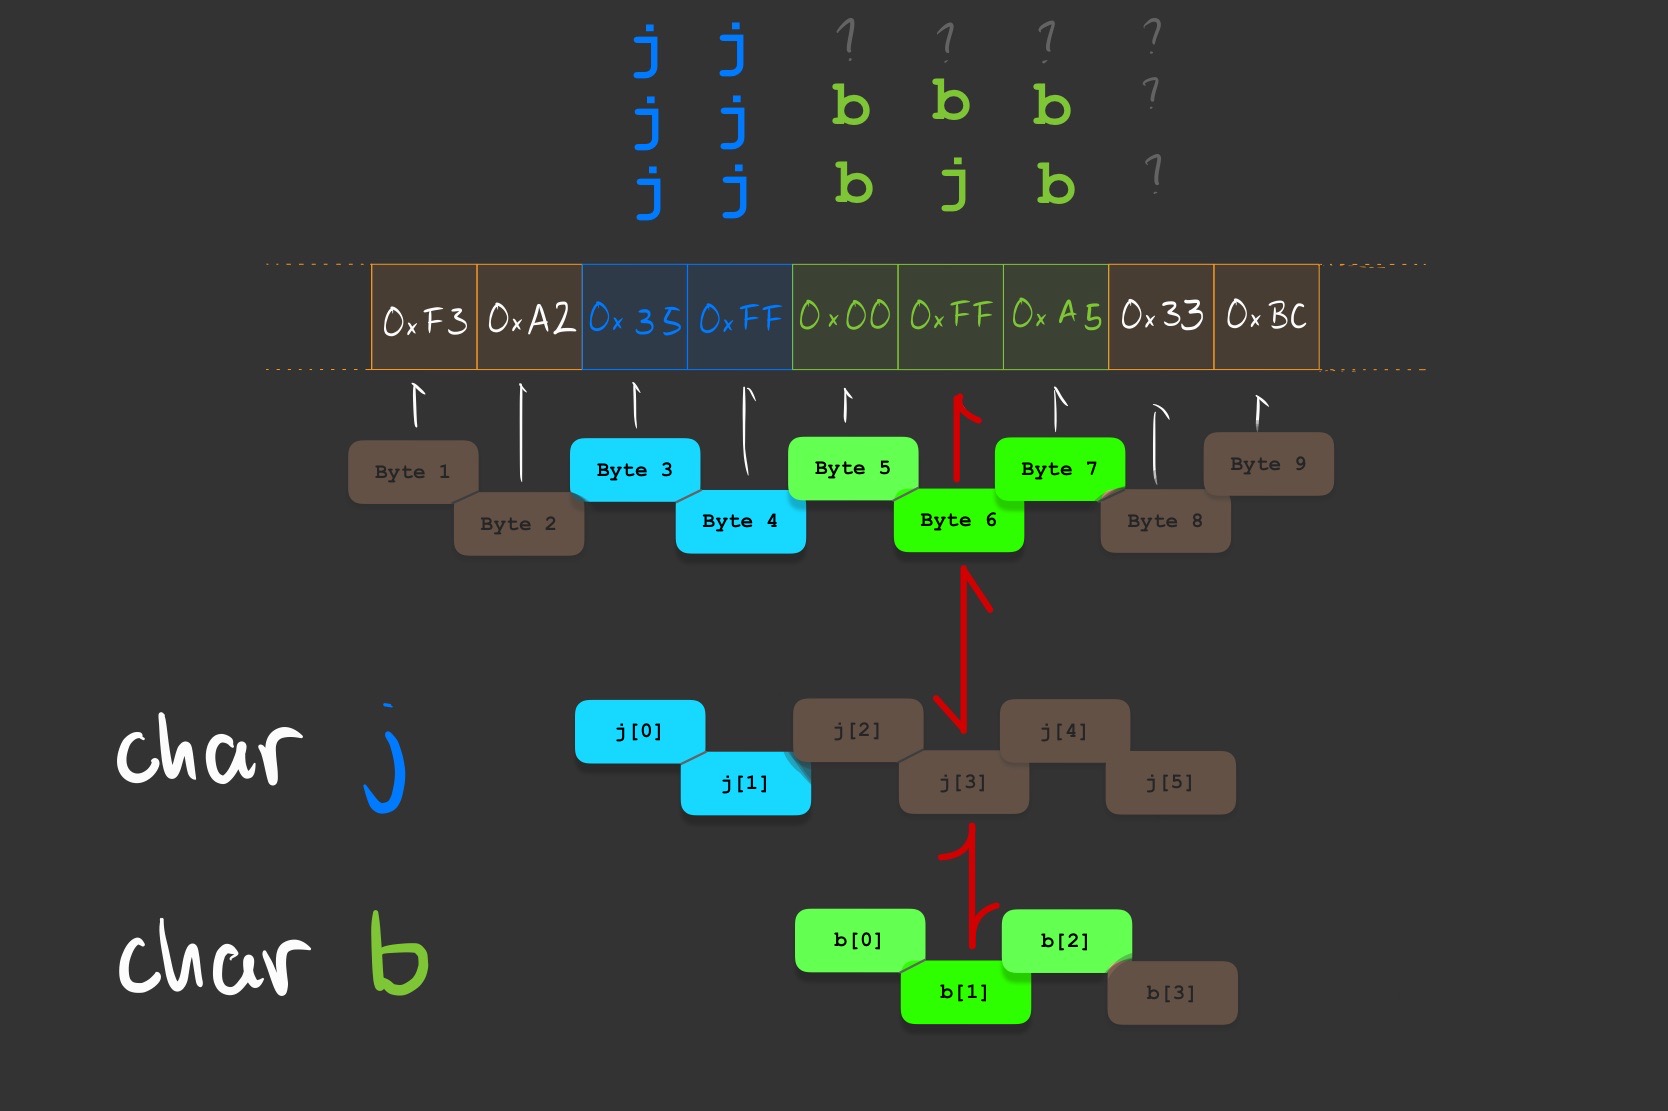 j j ? ? ? ?
j j b b b ?
j j b j b ?
0xF3 0xA2 0x35 0xFF 0x00 0xFF 0xA5 0x33 0xBC
Byte 1 Byte 3 Byte 5 Byte 7 Byte 9
Byte 2 Byte 4 Byte 6 Byte 8
char j
j[0] j[2] j[4]
j[1] j[3] j[5]
char b
b[0] b[2]
b[1] b[3]